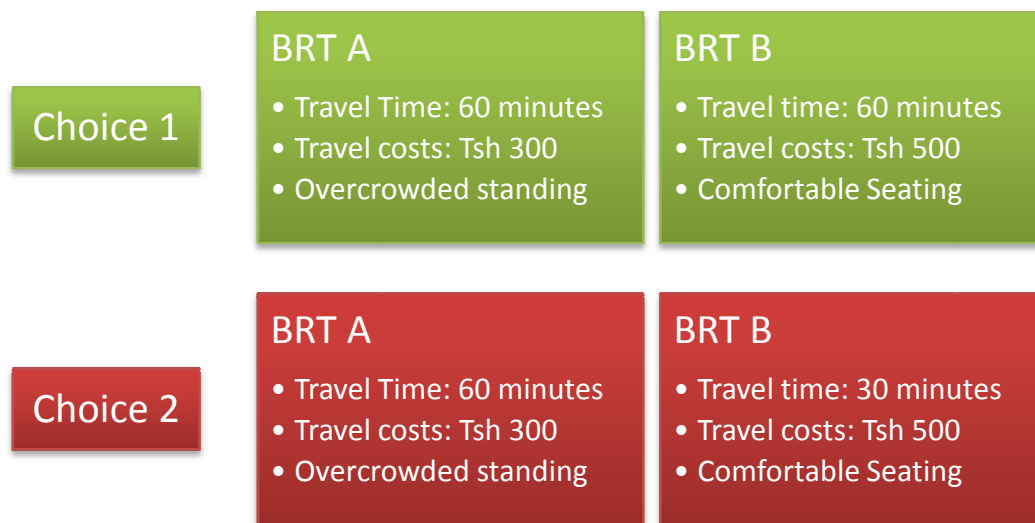 Choice 1
BRT A
• Travel Time: 60 minutes
• Travel costs: Tsh 300
• Overcrowded standing
BRT B
• Travel time: 60 minutes
• Travel costs: Tsh 500
• Comfortable Seating
Choice 2
BRT A
• Travel Time: 60 minutes
• Travel costs: Tsh 300
• Overcrowded standing
BRT B
• Travel time: 30 minutes
• Travel costs: Tsh 500
• Comfortable Seating